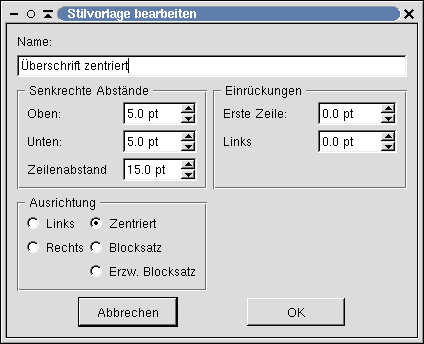 Stilvorlage bearbeiten
Name:
Überschrift zentriert
Senkrechte Abstände
Oben: 5.0 pt
Unten: 5.0 pt
Zeilenabstand 15.0 pt
Einrückungen
Erste Zeile: 0.0 pt
Links 0.0 pt
Ausrichtung
Links Zentriert
Rechts Blocksatz
Erzw. Blocksatz
Abbrechen OK